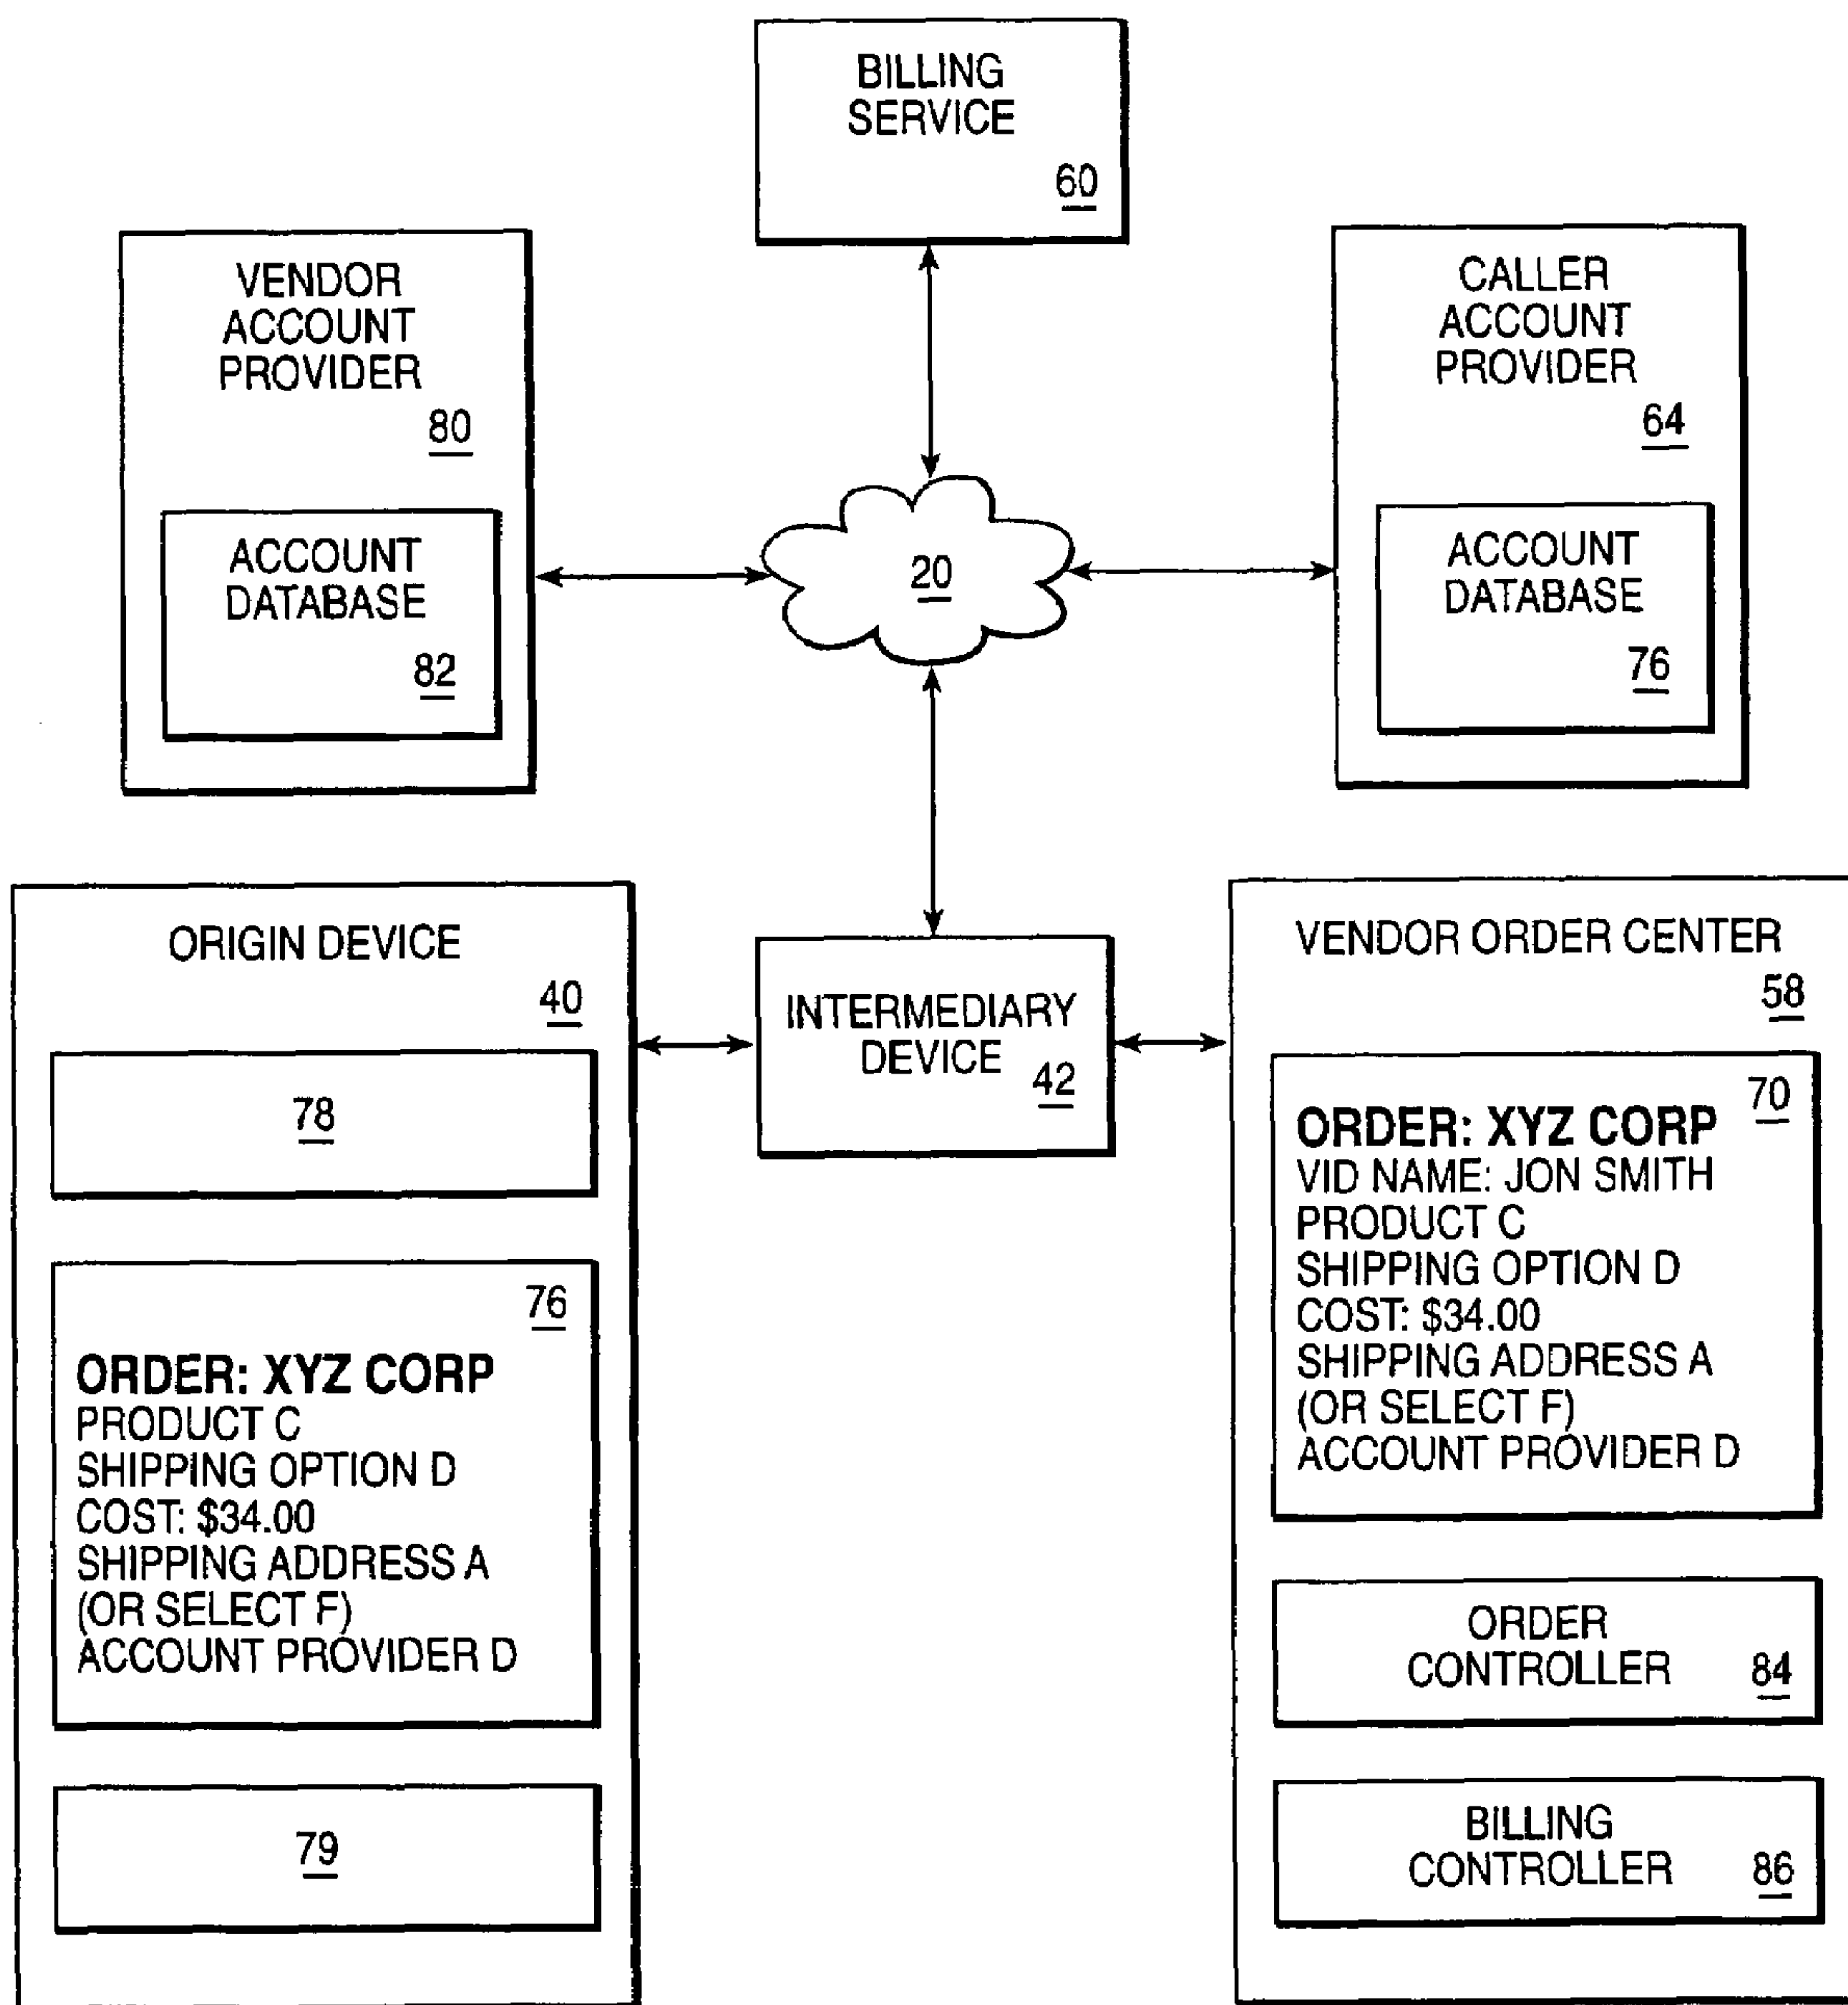 BILLING
SERVICE
60
VENDOR
ACCOUNT
PROVIDER
80
ACCOUNT
DATABASE
82
20
CALLER
ACCOUNT
PROVIDER
64
ACCOUNT
DATABASE
76
ORIGIN DEVICE
40
78
76
ORDER: XYZ CORP
PRODUCT C
SHIPPING OPTION D
COST: $34.00
SHIPPING ADDRESS A
(OR SELECT F)
ACCOUNT PROVIDER D
79
INTERMEDIARY
DEVICE
42
VENDOR ORDER CENTER
58
70
ORDER: XYZ CORP
VID NAME: JON SMITH
PRODUCT C
SHIPPING OPTION D
COST: $34.00
SHIPPING ADDRESS A
(OR SELECT F)
ACCOUNT PROVIDER D
ORDER
CONTROLLER
84
BILLING
CONTROLLER
86